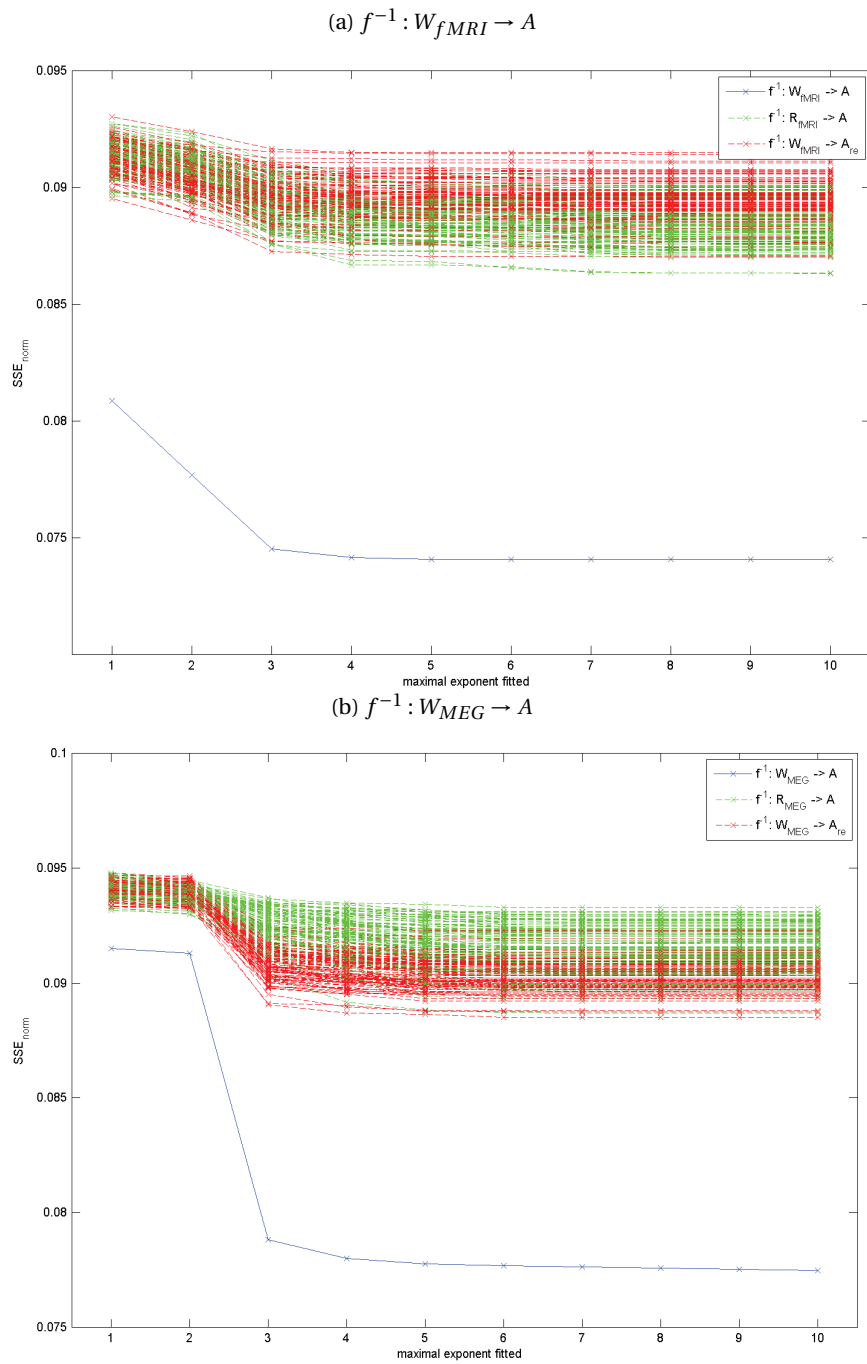 (a) f⁻¹ : W_fMRI → A
0.095
0.09
0.085
0.08
0.075
SSE_norm
f⁻¹: W_fMRI -> A
f⁻¹: R_fMRI -> A
f⁻¹: W_fMRI -> A_re
1 2 3 4 5 6 7 8 9 10
maximal exponent fitted
(b) f⁻¹ : W_MEG → A
0.1
0.095
0.09
0.085
0.08
0.075
SSE_norm
f⁻¹: W_MEG -> A
f⁻¹: R_MEG -> A
f⁻¹: W_MEG -> A_re
1 2 3 4 5 6 7 8 9 10
maximal exponent fitted